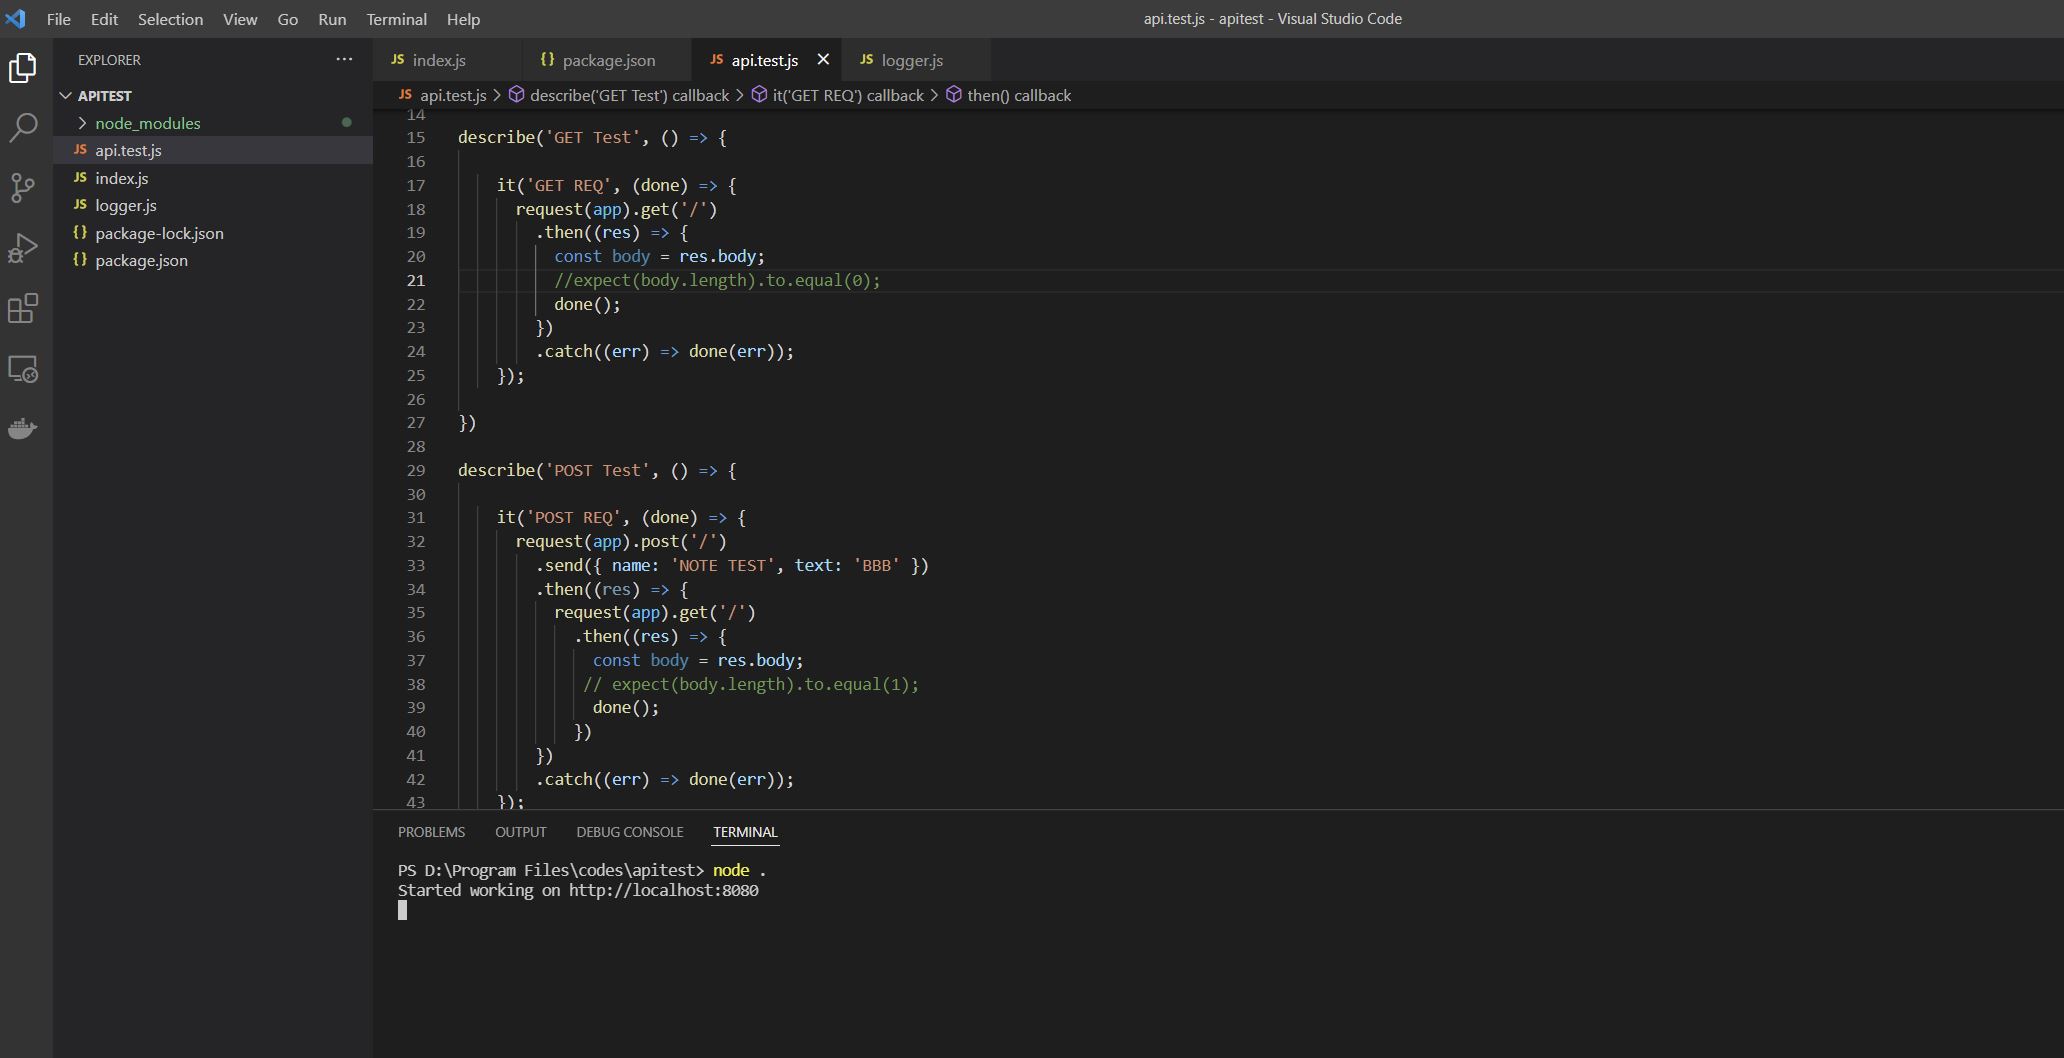 File Edit Selection View Go Run Terminal Help
api.test.js - apitest - Visual Studio Code
EXPLORER ···
APITEST
node_modules
JS api.test.js
JS index.js
JS logger.js
{} package-lock.json
{} package.json
JS index.js {} package.json JS api.test.js × JS logger.js
JS api.test.js > describe('GET Test') callback > it('GET REQ') callback > then() callback
14
15 describe('GET Test', () => {
16
17 it('GET REQ', (done) => {
18 request(app).get('/')
19 .then((res) => {
20 const body = res.body;
21 //expect(body.length).to.equal(0);
22 done();
23 })
24 .catch((err) => done(err));
25 });
26
27 })
28
29 describe('POST Test', () => {
30
31 it('POST REQ', (done) => {
32 request(app).post('/')
33 .send({ name: 'NOTE TEST', text: 'BBB' })
34 .then((res) => {
35 request(app).get('/')
36 .then((res) => {
37 const body = res.body;
38 // expect(body.length).to.equal(1);
39 done();
40 })
41 })
42 .catch((err) => done(err));
43 });
PROBLEMS OUTPUT DEBUG CONSOLE TERMINAL
PS D:\Program Files\codes\apitest> node .
Started working on http://localhost:8080